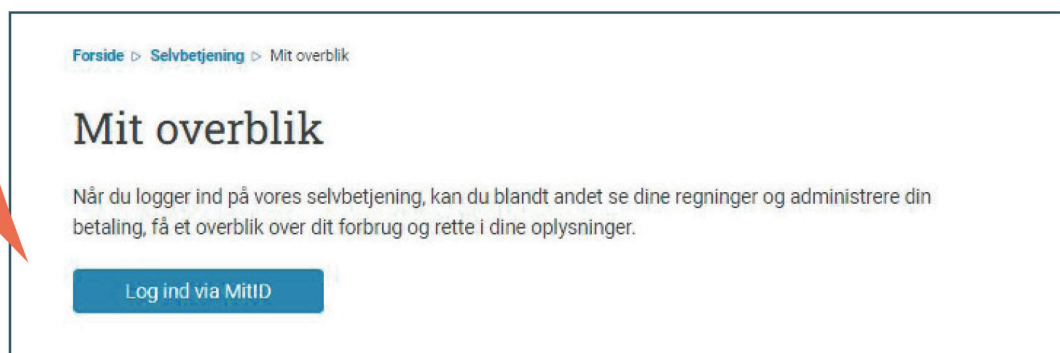 Forside ▷ Selvbetjening ▷ Mit overblik
Mit overblik
Når du logger ind på vores selvbetjening, kan du blandt andet se dine regninger og administrere din
betaling, få et overblik over dit forbrug og rette i dine oplysninger.
Log ind via MitID